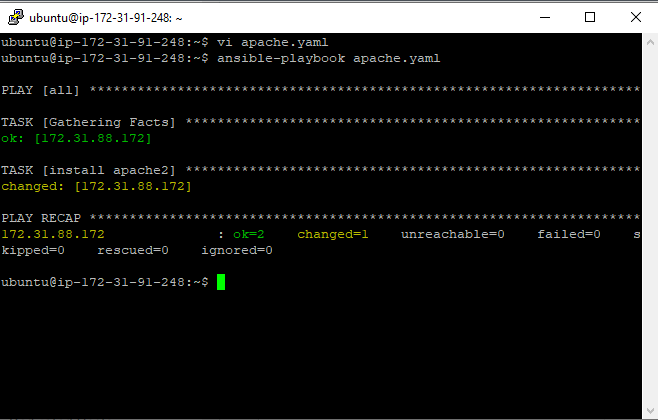 ubuntu@ip-172-31-91-248: ~
ubuntu@ip-172-31-91-248:~$ vi apache.yaml
ubuntu@ip-172-31-91-248:~$ ansible-playbook apache.yaml
PLAY [all] *********************************************************************
TASK [Gathering Facts] *********************************************************
ok: [172.31.88.172]
TASK [install apache2] *********************************************************
changed: [172.31.88.172]
PLAY RECAP *********************************************************************
172.31.88.172              : ok=2    changed=1    unreachable=0    failed=0    s
kipped=0    rescued=0    ignored=0
ubuntu@ip-172-31-91-248:~$